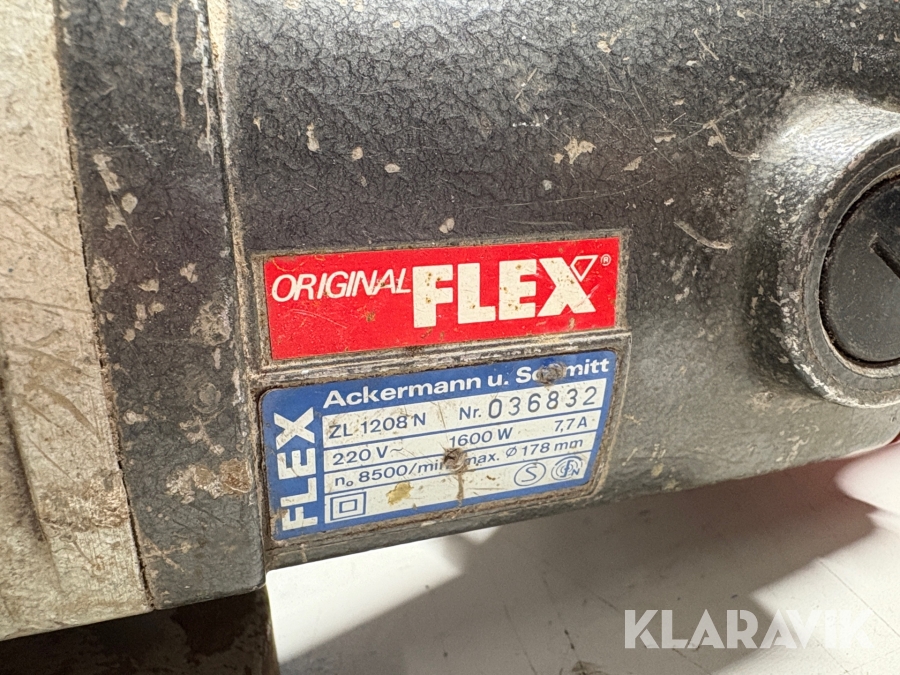 ORIGINAL FLEX®
FLEX
Ackermann u. Schmitt
ZL 1208 N Nr. 036832
220 V~ 1600 W 7,7 A
n₀ 8500/min max. Ø 178 mm
S
KLARAVIK